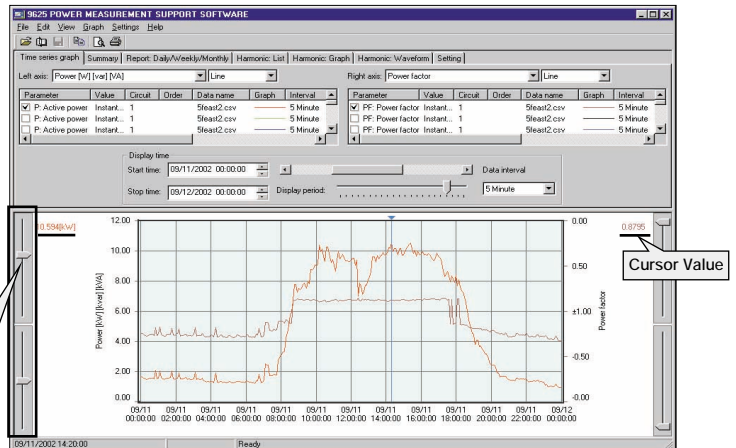 9625 POWER MEASUREMENT SUPPORT SOFTWARE
File Edit View Graph Settings Help
Time series graph Summary Report: Daily/Weekly/Monthly Harmonic: List Harmonic: Graph Harmonic: Waveform Setting
Left axis: Power [W] [var] [VA] Line Right axis: Power factor Line
Parameter Value Circuit Order Data name Graph Interval Parameter Value Circuit Order Data name Graph Interval
P: Active power Instant... 1 5feast2.csv 5 Minute PF: Power factor Instant... 1 5feast2.csv 5 Minute
P: Active power Instant... 1 5feast2.csv 5 Minute PF: Power factor Instant... 1 5feast2.csv 5 Minute
P: Active power Instant... 1 5feast2.csv 5 Minute PF: Power factor Instant... 1 5feast2.csv 5 Minute
Display time
Start time: 09/11/2002 00:00:00 Data interval
Stop time: 09/12/2002 00:00:00 Display period: 5 Minute
0.594[kW] 12.00 0.00 0.8795
Cursor Value
10.00
0.50
8.00
6.00 ±1.00
4.00
-0.50
2.00
0.00 -0.00
Power [kW][kvar][kVA]
Power factor
09/11 09/11 09/11 09/11 09/11 09/11 09/11 09/11 09/11 09/11 09/11 09/11 09/12
00:00:00 02:00:00 04:00:00 06:00:00 08:00:00 10:00:00 12:00:00 14:00:00 16:00:00 18:00:00 20:00:00 22:00:00 00:00:00
09/11/2002 14:20:00 Ready